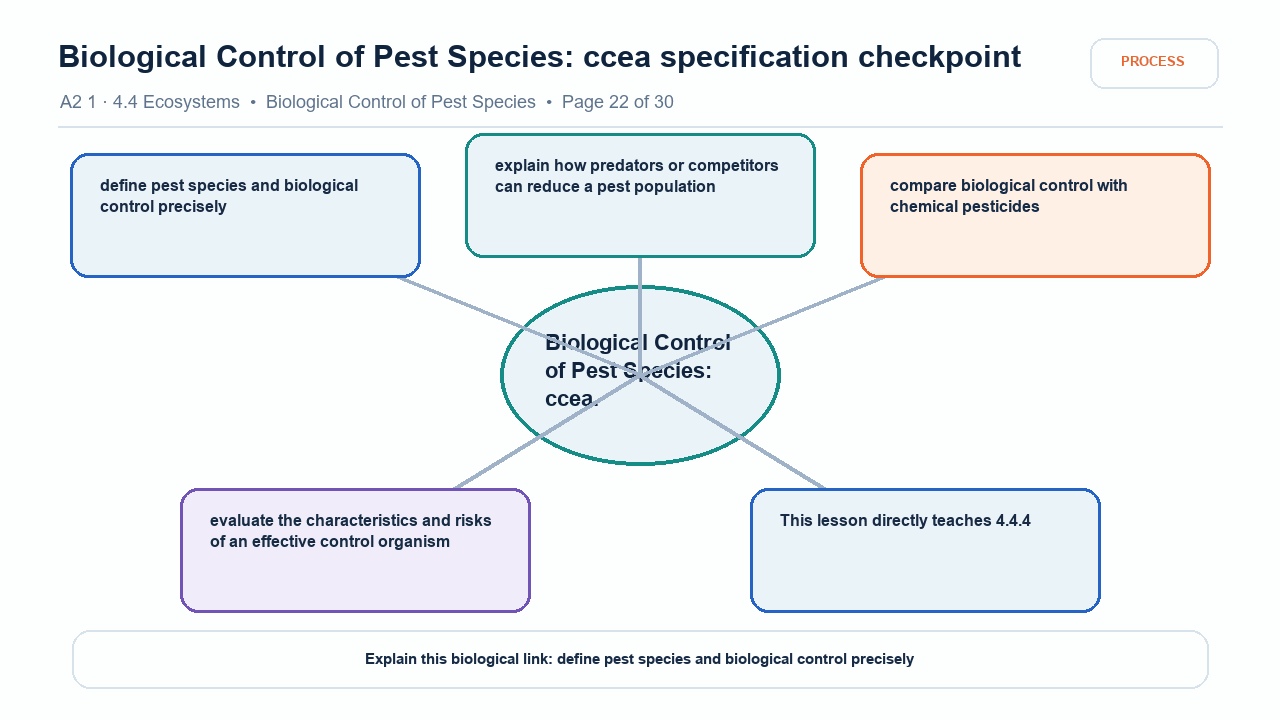 Biological Control of Pest Species: ccea specification checkpoint
PROCESS
A2 1 · 4.4 Ecosystems • Biological Control of Pest Species • Page 22 of 30
define pest species and biological
control precisely
explain how predators or competitors
can reduce a pest population
compare biological control with
chemical pesticides
Biological Control
of Pest Species:
ccea.
evaluate the characteristics and risks
of an effective control organism
This lesson directly teaches 4.4.4
Explain this biological link: define pest species and biological control precisely